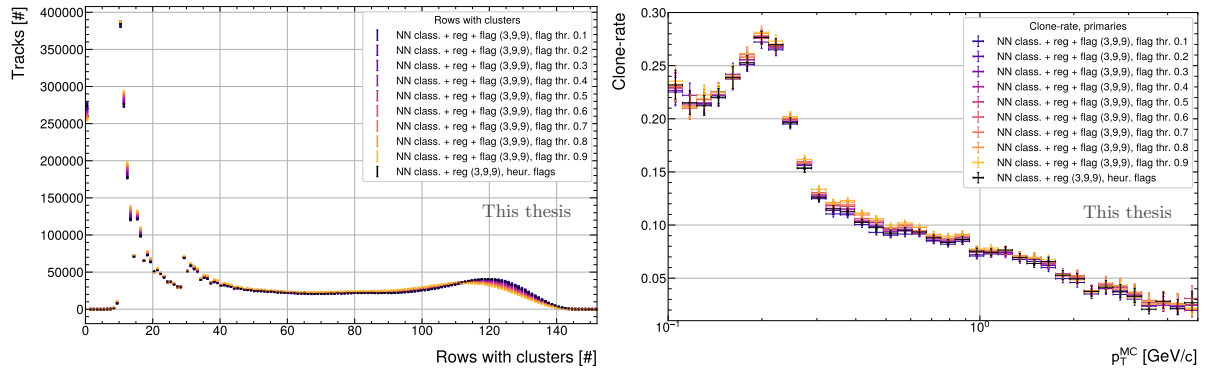 Tracks [#]
400000
350000
300000
250000
200000
150000
100000
50000
0
0
20
40
60
80
100
120
140
Rows with clusters [#]
Rows with clusters
NN class. + reg + flag (3,9,9), flag thr. 0.1
NN class. + reg + flag (3,9,9), flag thr. 0.2
NN class. + reg + flag (3,9,9), flag thr. 0.3
NN class. + reg + flag (3,9,9), flag thr. 0.4
NN class. + reg + flag (3,9,9), flag thr. 0.5
NN class. + reg + flag (3,9,9), flag thr. 0.6
NN class. + reg + flag (3,9,9), flag thr. 0.7
NN class. + reg + flag (3,9,9), flag thr. 0.8
NN class. + reg + flag (3,9,9), flag thr. 0.9
NN class. + reg (3,9,9), heur. flags
This thesis
Clone-rate
0.30
0.25
0.20
0.15
0.10
0.05
10⁻¹
10⁰
p_T^MC [GeV/c]
Clone-rate, primaries
NN class. + reg + flag (3,9,9), flag thr. 0.1
NN class. + reg + flag (3,9,9), flag thr. 0.2
NN class. + reg + flag (3,9,9), flag thr. 0.3
NN class. + reg + flag (3,9,9), flag thr. 0.4
NN class. + reg + flag (3,9,9), flag thr. 0.5
NN class. + reg + flag (3,9,9), flag thr. 0.6
NN class. + reg + flag (3,9,9), flag thr. 0.7
NN class. + reg + flag (3,9,9), flag thr. 0.8
NN class. + reg + flag (3,9,9), flag thr. 0.9
NN class. + reg (3,9,9), heur. flags
This thesis